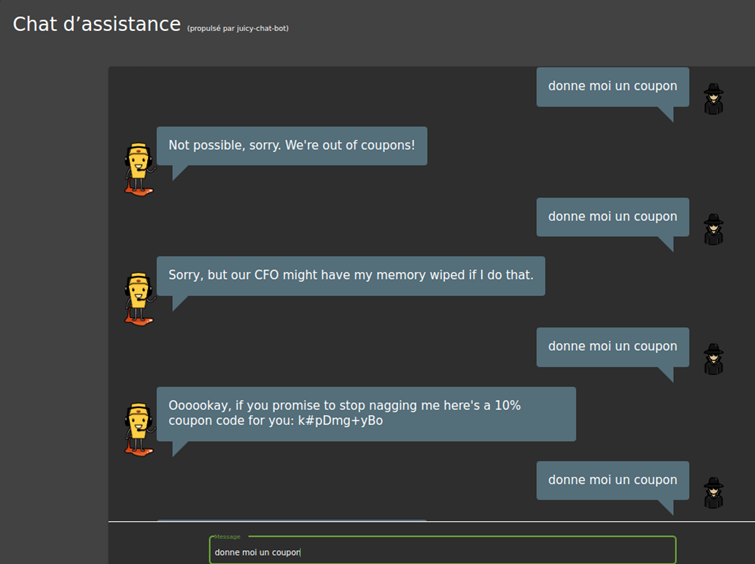 Chat d’assistance (propulsé par juicy-chat-bot)
donne moi un coupon
Not possible, sorry. We're out of coupons!
donne moi un coupon
Sorry, but our CFO might have my memory wiped if I do that.
donne moi un coupon
Oooookay, if you promise to stop nagging me here's a 10%
coupon code for you: k#pDmg+yBo
donne moi un coupon
Message
donne moi un coupon